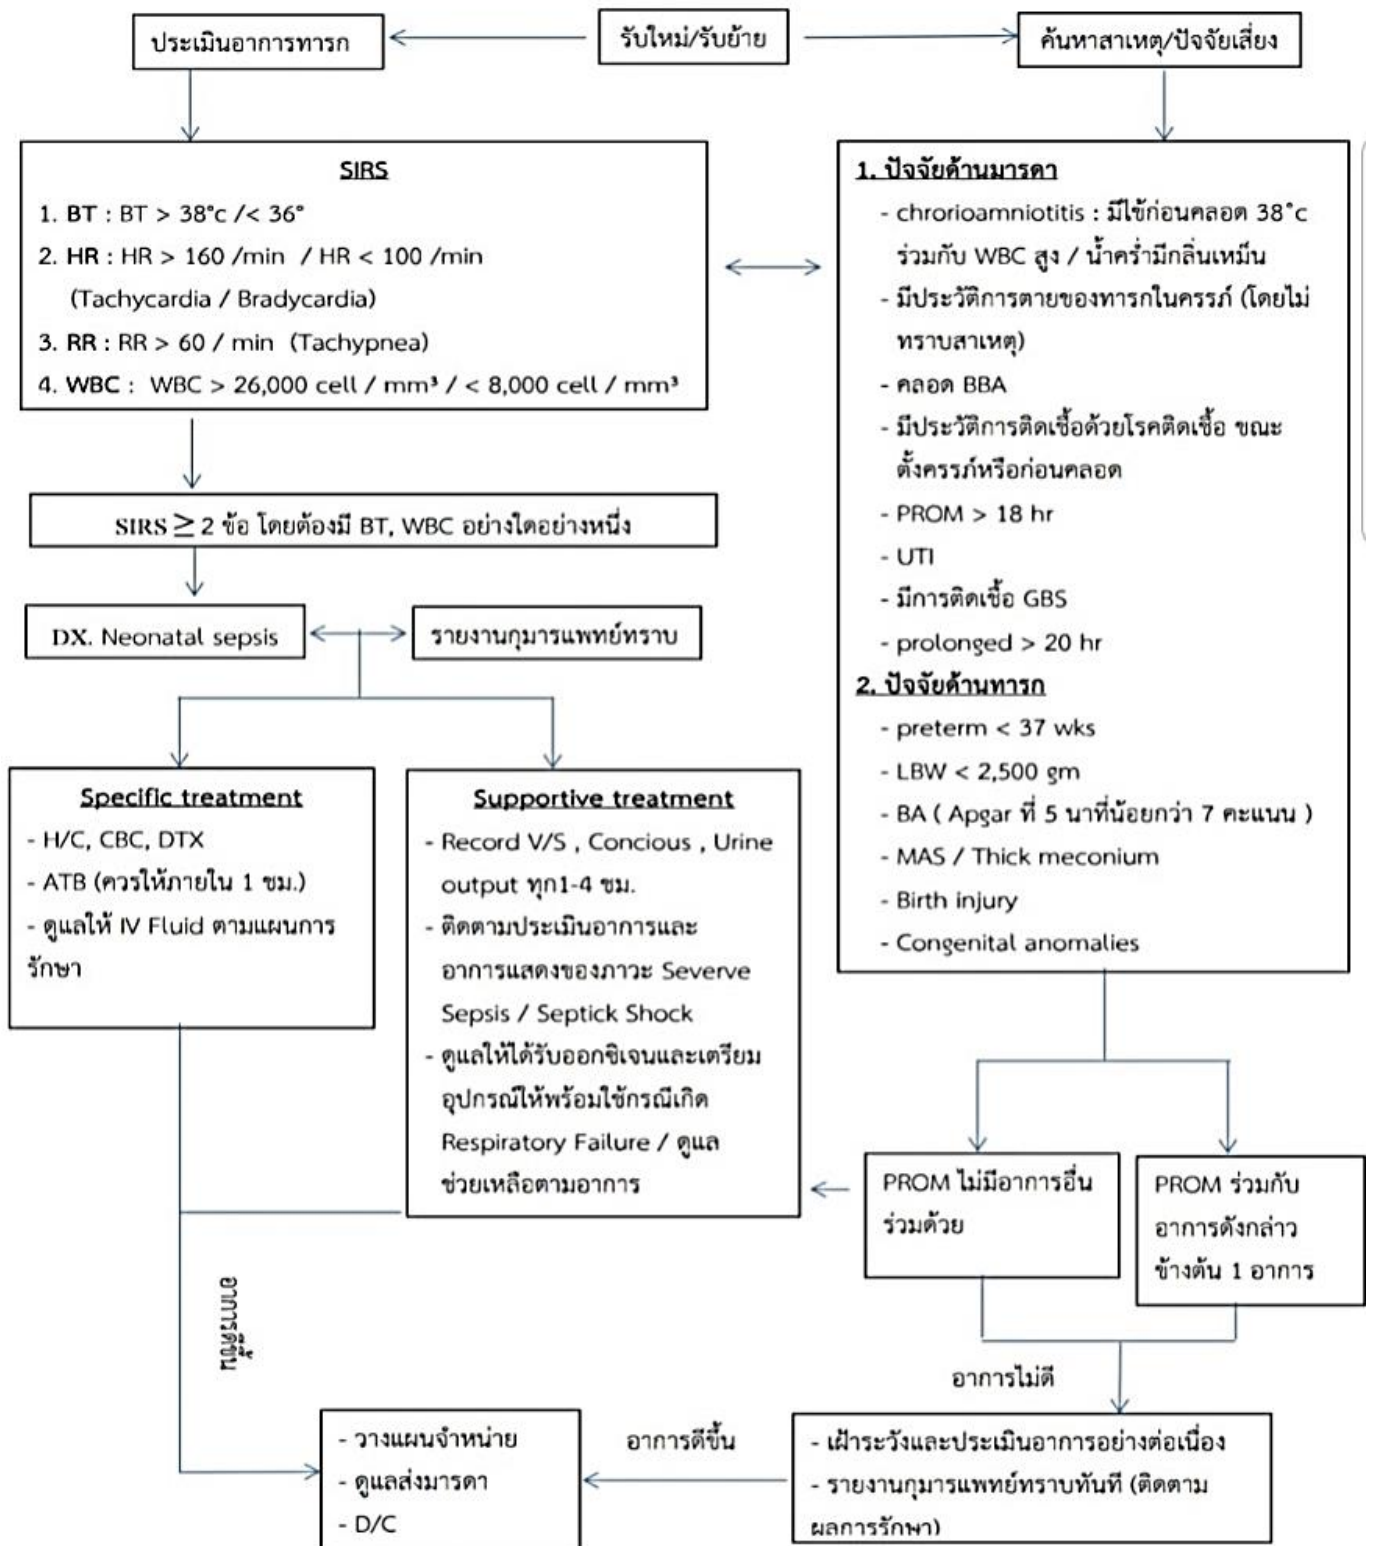 รับใหม่/รับย้าย
ประเมินอาการทารก
ค้นหาสาเหตุ/ปัจจัยเสี่ยง
SIRS
1. BT : BT > 38°c /< 36°
2. HR : HR > 160 /min / HR < 100 /min
(Tachycardia / Bradycardia)
3. RR : RR > 60 / min (Tachypnea)
4. WBC : WBC > 26,000 cell / mm³ / < 8,000 cell / mm³
SIRS ≥ 2 ข้อ โดยต้องมี BT, WBC อย่างใดอย่างหนึ่ง
DX. Neonatal sepsis
รายงานกุมารแพทย์ทราบ
Specific treatment
- H/C, CBC, DTX
- ATB (ควรให้ภายใน 1 ชม.)
- ดูแลให้ IV Fluid ตามแผนการ
รักษา
Supportive treatment
- Record V/S , Concious , Urine
output ทุก1-4 ชม.
- ติดตามประเมินอาการและ
อาการแสดงของภาวะ Severve
Sepsis / Septick Shock
- ดูแลให้ได้รับออกซิเจนและเตรียม
อุปกรณ์ให้พร้อมใช้กรณีเกิด
Respiratory Failure / ดูแล
ช่วยเหลือตามอาการ
1. ปัจจัยด้านมารดา
- chrorioamniotitis : มีไข้ก่อนคลอด 38°c
ร่วมกับ WBC สูง / น้ำคร่ำมีกลิ่นเหม็น
- มีประวัติการตายของทารกในครรภ์ (โดยไม่
ทราบสาเหตุ)
- คลอด BBA
- มีประวัติการติดเชื้อด้วยโรคติดเชื้อ ขณะ
ตั้งครรภ์หรือก่อนคลอด
- PROM > 18 hr
- UTI
- มีการติดเชื้อ GBS
- prolonged > 20 hr
2. ปัจจัยด้านทารก
- preterm < 37 wks
- LBW < 2,500 gm
- BA ( Apgar ที่ 5 นาทีน้อยกว่า 7 คะแนน )
- MAS / Thick meconium
- Birth injury
- Congenital anomalies
PROM ไม่มีอาการอื่น
ร่วมด้วย
PROM ร่วมกับ
อาการดังกล่าว
ข้างต้น 1 อาการ
อาการดีขึ้น
อาการไม่ดี
- เฝ้าระวังและประเมินอาการอย่างต่อเนื่อง
- รายงานกุมารแพทย์ทราบทันที (ติดตาม
ผลการรักษา)
อาการดีขึ้น
- วางแผนจำหน่าย
- ดูแลส่งมารดา
- D/C